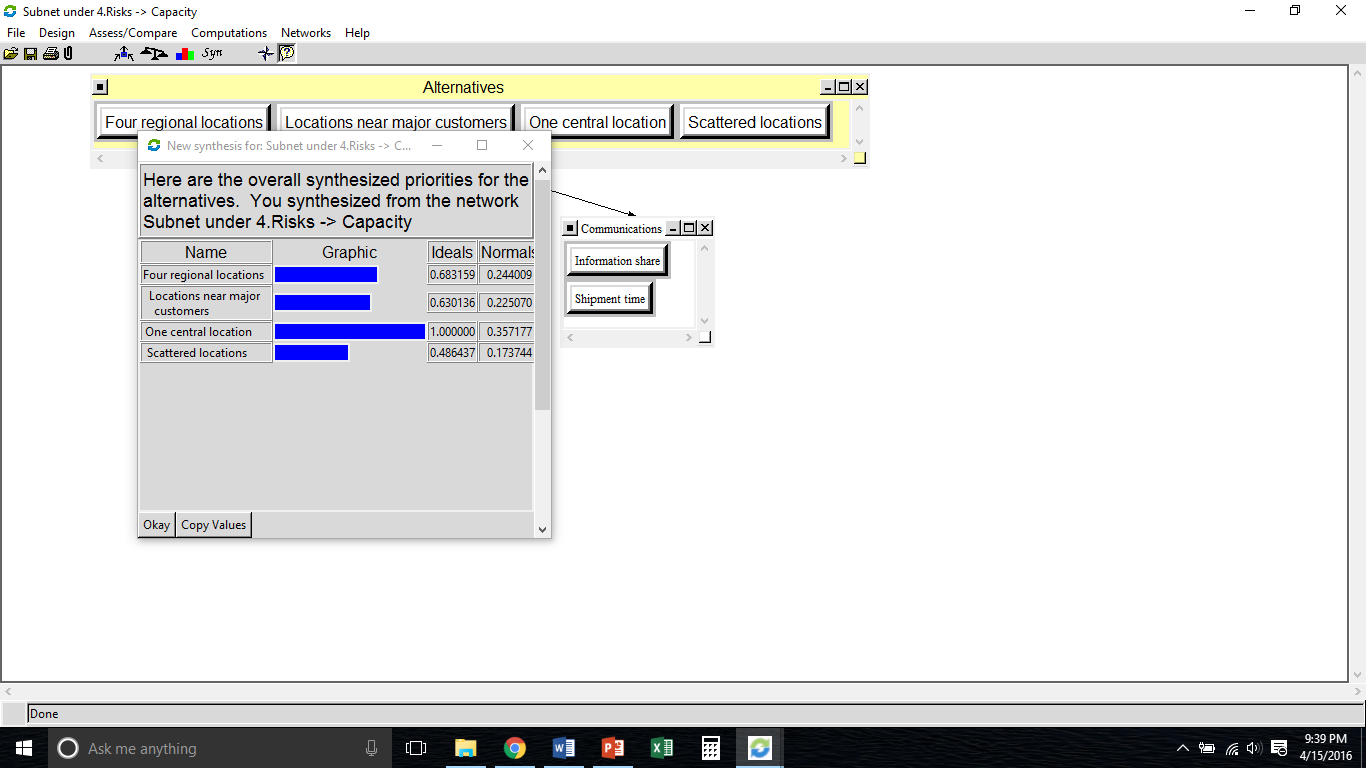 Subnet under 4.Risks -> Capacity
File Design Assess/Compare Computations Networks Help
Syn
Alternatives
Four regional locations Locations near major customers One central location Scattered locations
New synthesis for: Subnet under 4.Risks -> C...
Here are the overall synthesized priorities for the
alternatives. You synthesized from the network
Subnet under 4.Risks -> Capacity
Name Graphic Ideals Normals
Four regional locations 0.683159 0.244009
Locations near major
customers 0.630136 0.225070
One central location 1.000000 0.357177
Scattered locations 0.486437 0.173744
Okay Copy Values
Communications
Information share
Shipment time
Done
Ask me anything
9:39 PM
4/15/2016